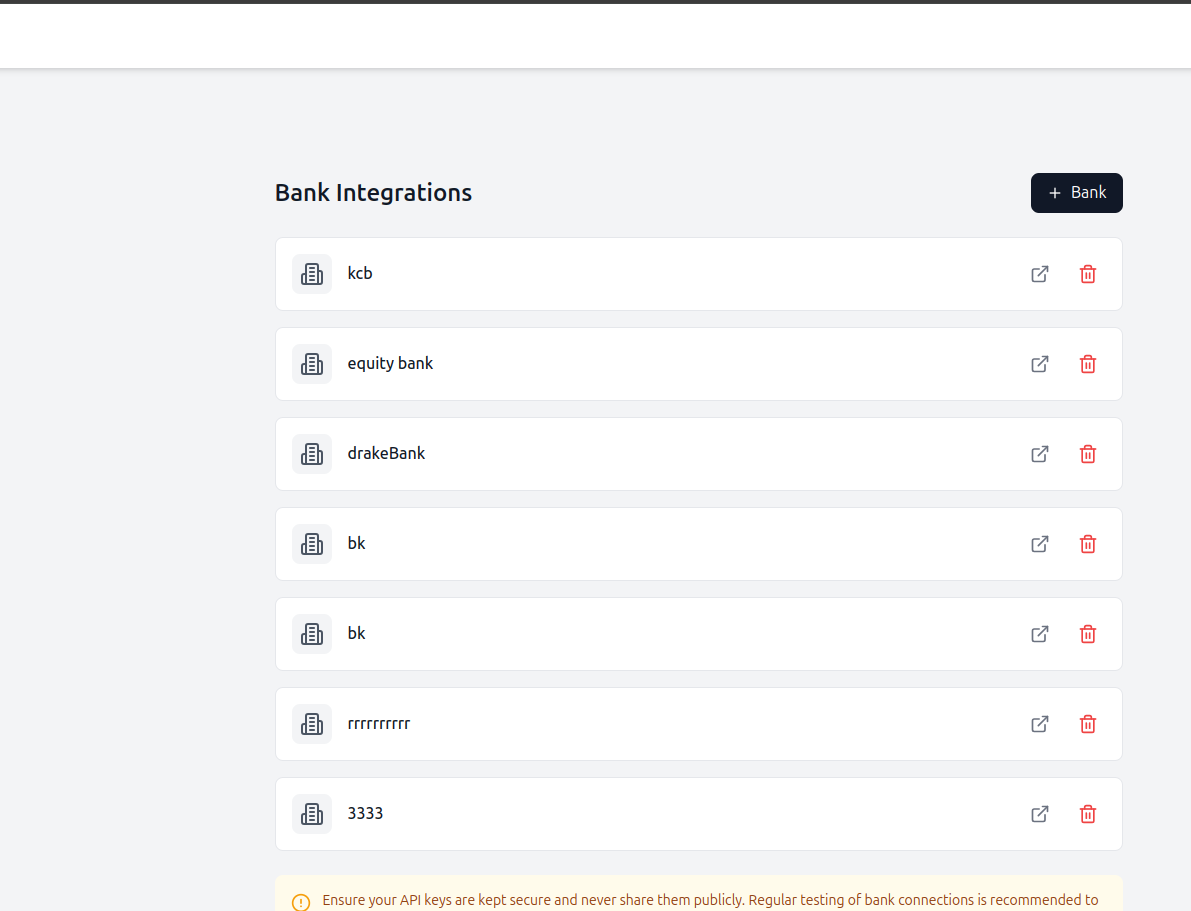 Bank Integrations
+ Bank
kcb
equity bank
drakeBank
bk
bk
rrrrrrrrrr
3333
Ensure your API keys are kept secure and never share them publicly. Regular testing of bank connections is recommended to